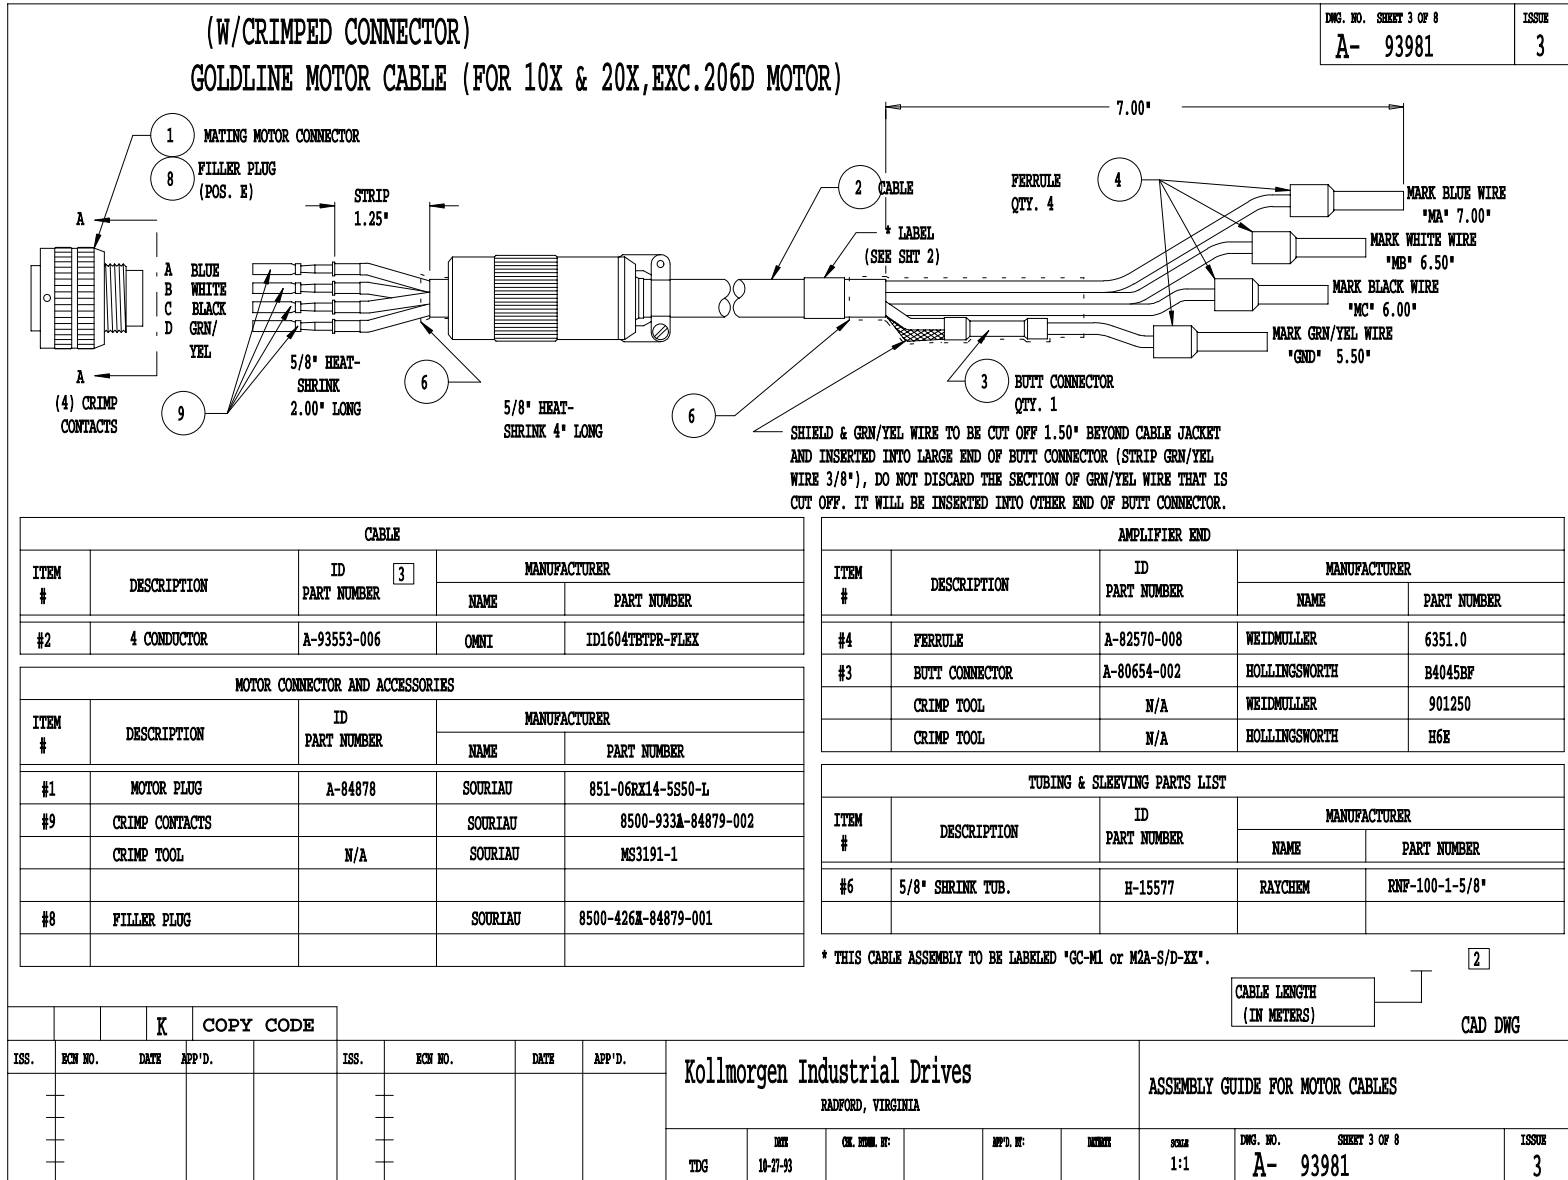 (W/CRIMPED CONNECTOR)
GOLDLINE MOTOR CABLE (FOR 10X & 20X,EXC.206D MOTOR)
DWG. NO. SHEET 3 OF 8
A- 93981
ISSUE
3
7.00"
1
MATING MOTOR CONNECTOR
8
FILLER PLUG
(POS. E)
STRIP
1.25"
2
CABLE
* LABEL
(SEE SHT 2)
FERRULE
QTY. 4
4
MARK BLUE WIRE
"MA" 7.00"
MARK WHITE WIRE
"MB" 6.50"
MARK BLACK WIRE
"MC" 6.00"
MARK GRN/YEL WIRE
"GND" 5.50"
A
A BLUE
B WHITE
C BLACK
D GRN/
YEL
A
(4) CRIMP
CONTACTS
9
5/8" HEAT-
SHRINK
2.00" LONG
6
5/8" HEAT-
SHRINK 4" LONG
6
3
BUTT CONNECTOR
QTY. 1
SHIELD & GRN/YEL WIRE TO BE CUT OFF 1.50" BEYOND CABLE JACKET
AND INSERTED INTO LARGE END OF BUTT CONNECTOR (STRIP GRN/YEL
WIRE 3/8"), DO NOT DISCARD THE SECTION OF GRN/YEL WIRE THAT IS
CUT OFF. IT WILL BE INSERTED INTO OTHER END OF BUTT CONNECTOR.
CABLE
ITEM
#
DESCRIPTION
ID
PART NUMBER
3
MANUFACTURER
NAME
PART NUMBER
#2 4 CONDUCTOR A-93553-006 OMNI ID1604TBTPR-FLEX
MOTOR CONNECTOR AND ACCESSORIES
ITEM
#
DESCRIPTION
ID
PART NUMBER
MANUFACTURER
NAME
PART NUMBER
#1 MOTOR PLUG A-84878 SOURIAU 851-06RX14-5S50-L
#9 CRIMP CONTACTS SOURIAU 8500-933A-84879-002
CRIMP TOOL N/A SOURIAU MS3191-1
#8 FILLER PLUG SOURIAU 8500-426A-84879-001
AMPLIFIER END
ITEM
#
DESCRIPTION
ID
PART NUMBER
MANUFACTURER
NAME
PART NUMBER
#4 FERRULE A-82570-008 WEIDMULLER 6351.0
#3 BUTT CONNECTOR A-80654-002 HOLLINGSWORTH B4045BF
CRIMP TOOL N/A WEIDMULLER 901250
CRIMP TOOL N/A HOLLINGSWORTH H6E
TUBING & SLEEVING PARTS LIST
ITEM
#
DESCRIPTION
ID
PART NUMBER
MANUFACTURER
NAME
PART NUMBER
#6 5/8" SHRINK TUB. H-15577 RAYCHEM RNF-100-1-5/8"
* THIS CABLE ASSEMBLY TO BE LABELED "GC-M1 or M2A-S/D-XX".
2
CABLE LENGTH
(IN METERS)
CAD DWG
K COPY CODE
ISS. ECN NO. DATE APP'D. ISS. ECN NO. DATE APP'D.
Kollmorgen Industrial Drives
RADFORD, VIRGINIA
ASSEMBLY GUIDE FOR MOTOR CABLES
TDG
DATE
10-27-93
APP'D. BY:
SCALE
1:1
DWG. NO. SHEET 3 OF 8
A- 93981
ISSUE
3